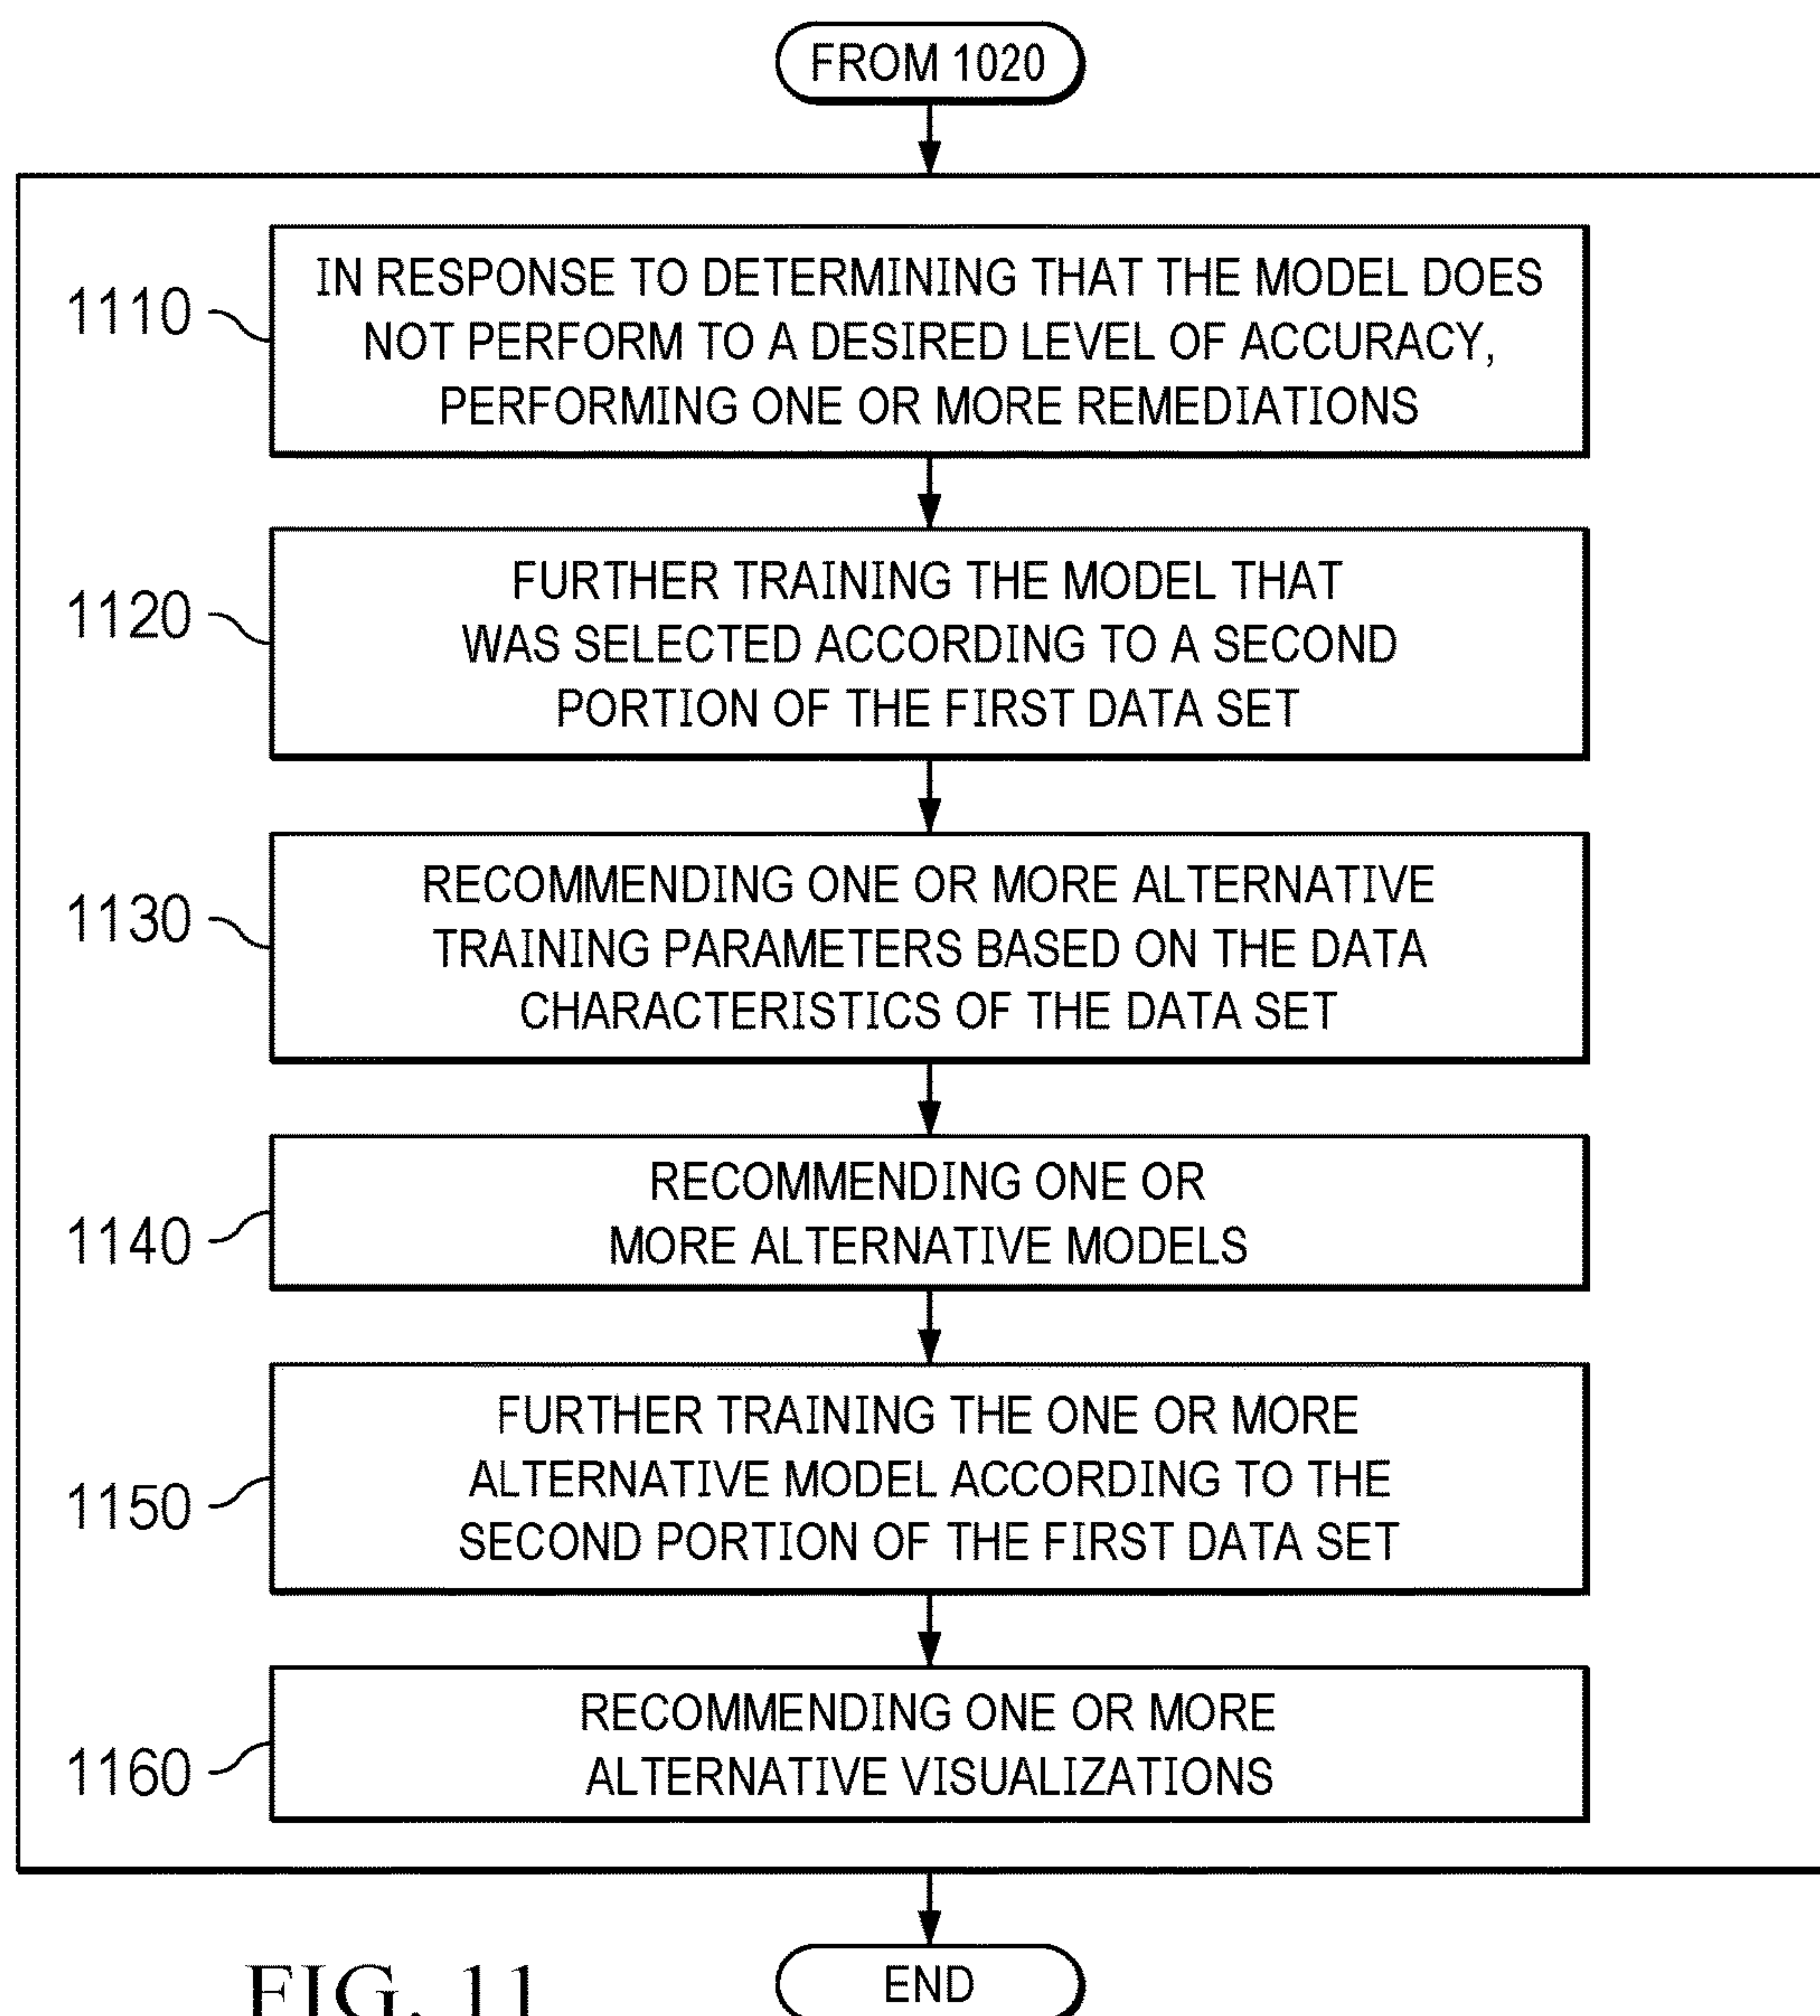 FROM 1020
1110
IN RESPONSE TO DETERMINING THAT THE MODEL DOES
NOT PERFORM TO A DESIRED LEVEL OF ACCURACY,
PERFORMING ONE OR MORE REMEDIATIONS
1120
FURTHER TRAINING THE MODEL THAT
WAS SELECTED ACCORDING TO A SECOND
PORTION OF THE FIRST DATA SET
1130
RECOMMENDING ONE OR MORE ALTERNATIVE
TRAINING PARAMETERS BASED ON THE DATA
CHARACTERISTICS OF THE DATA SET
1140
RECOMMENDING ONE OR
MORE ALTERNATIVE MODELS
1150
FURTHER TRAINING THE ONE OR MORE
ALTERNATIVE MODEL ACCORDING TO THE
SECOND PORTION OF THE FIRST DATA SET
1160
RECOMMENDING ONE OR MORE
ALTERNATIVE VISUALIZATIONS
END
FIG. 11